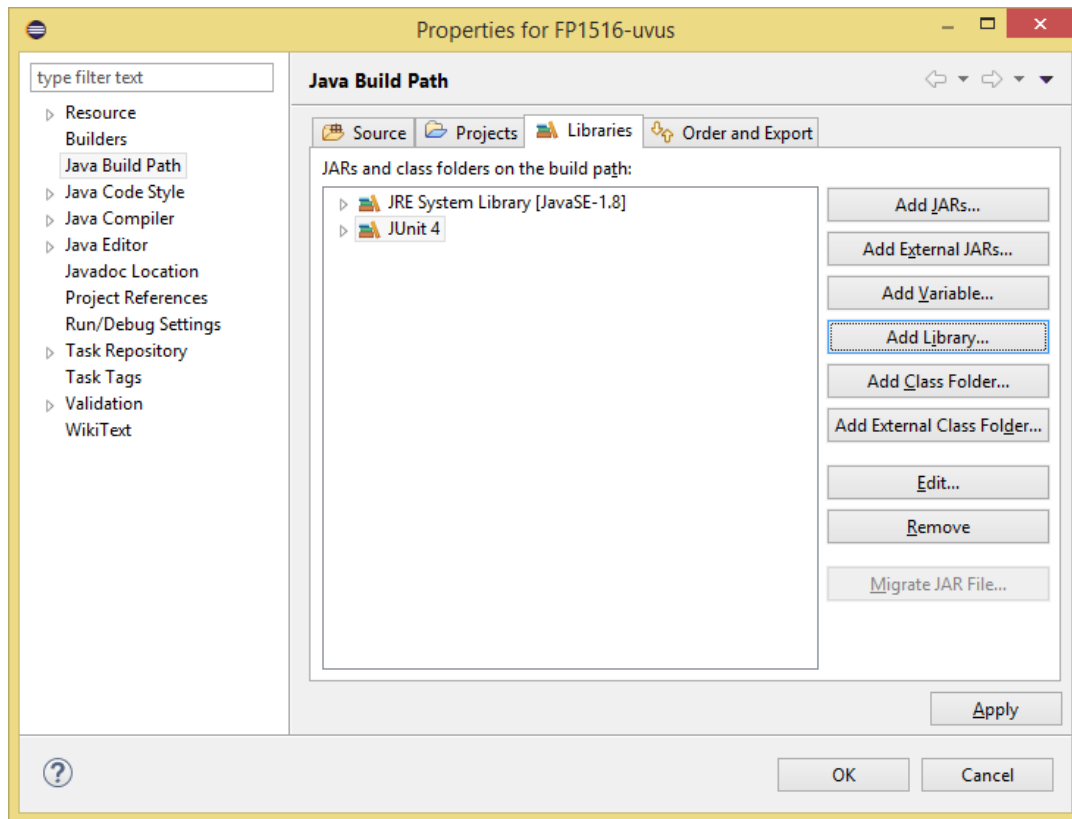 Properties for FP1516-uvus
type filter text
Resource
Builders
Java Build Path
Java Code Style
Java Compiler
Java Editor
Javadoc Location
Project References
Run/Debug Settings
Task Repository
Task Tags
Validation
WikiText
Java Build Path
Source
Projects
Libraries
Order and Export
JARs and class folders on the build path:
JRE System Library [JavaSE-1.8]
JUnit 4
Add JARs...
Add External JARs...
Add Variable...
Add Library...
Add Class Folder...
Add External Class Folder...
Edit...
Remove
Migrate JAR File...
Apply
?
OK
Cancel